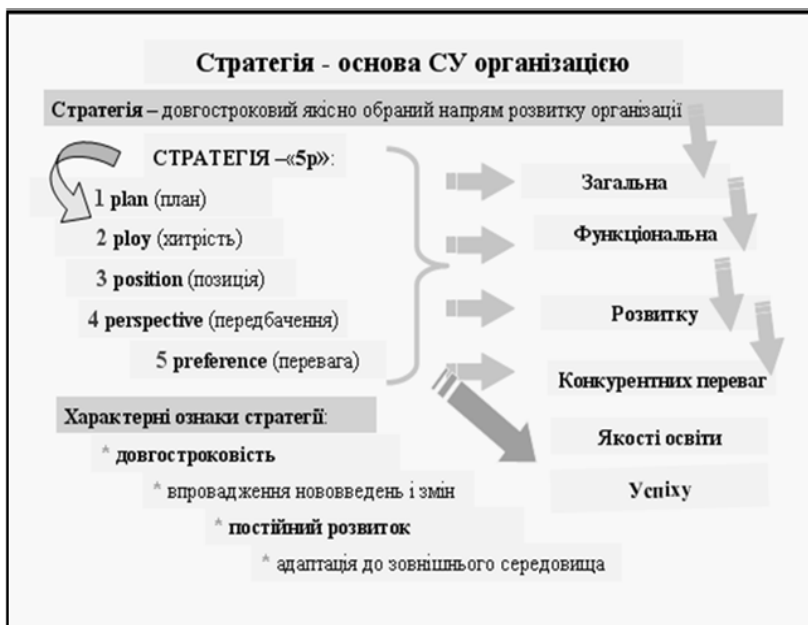 Стратегія - основа СУ організацією
Стратегія – довгостроковий якісно обраний напрям розвитку організації
СТРАТЕГІЯ –«5р»:
1 plan (план)
2 ploy (хитрість)
3 position (позиція)
4 perspective (передбачення)
5 preference (перевага)
Загальна
Функціональна
Розвитку
Конкурентних переваг
Якості освіти
Успіху
Характерні ознаки стратегії:
* довгостроковість
* впровадження нововведень і змін
* постійний розвиток
* адаптація до зовнішнього середовища